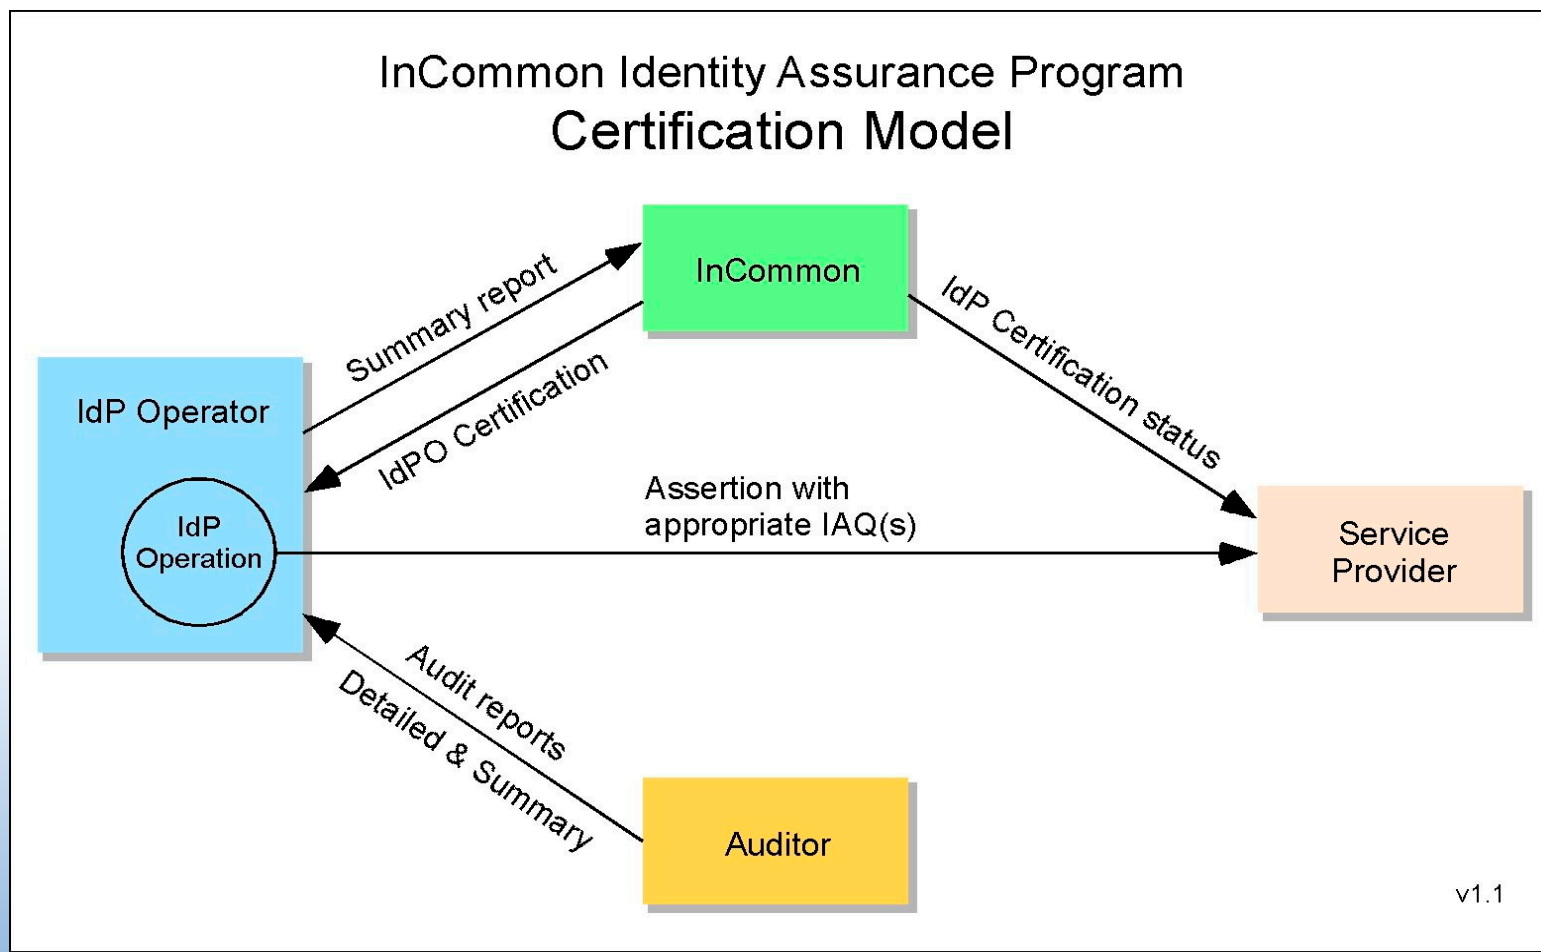 InCommon Identity Assurance Program
Certification Model
InCommon
Summary report
IdPO Certification
IdP Certification status
IdP Operator
IdP
Operation
Assertion with
appropriate IAQ(s)
Service
Provider
Audit reports
Detailed & Summary
Auditor
v1.1